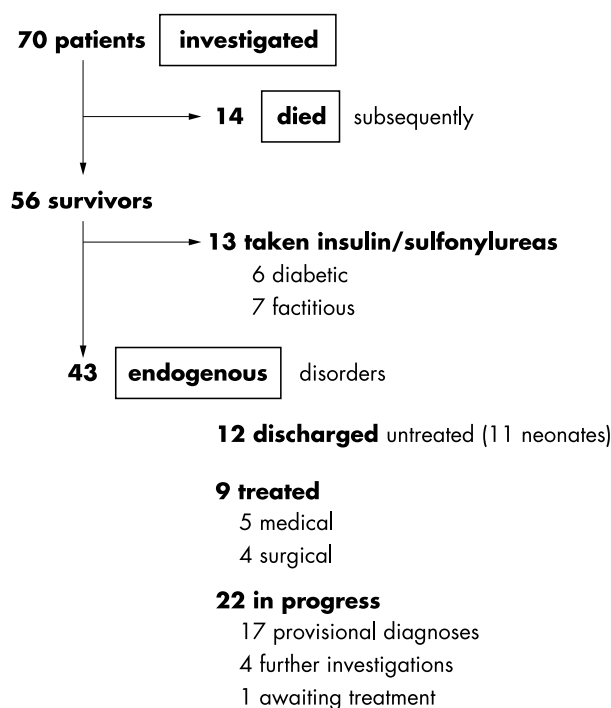 70 patients investigated
14 died subsequently
56 survivors
13 taken insulin/sulfonylureas
6 diabetic
7 factitious
43 endogenous disorders
12 discharged untreated (11 neonates)
9 treated
5 medical
4 surgical
22 in progress
17 provisional diagnoses
4 further investigations
1 awaiting treatment